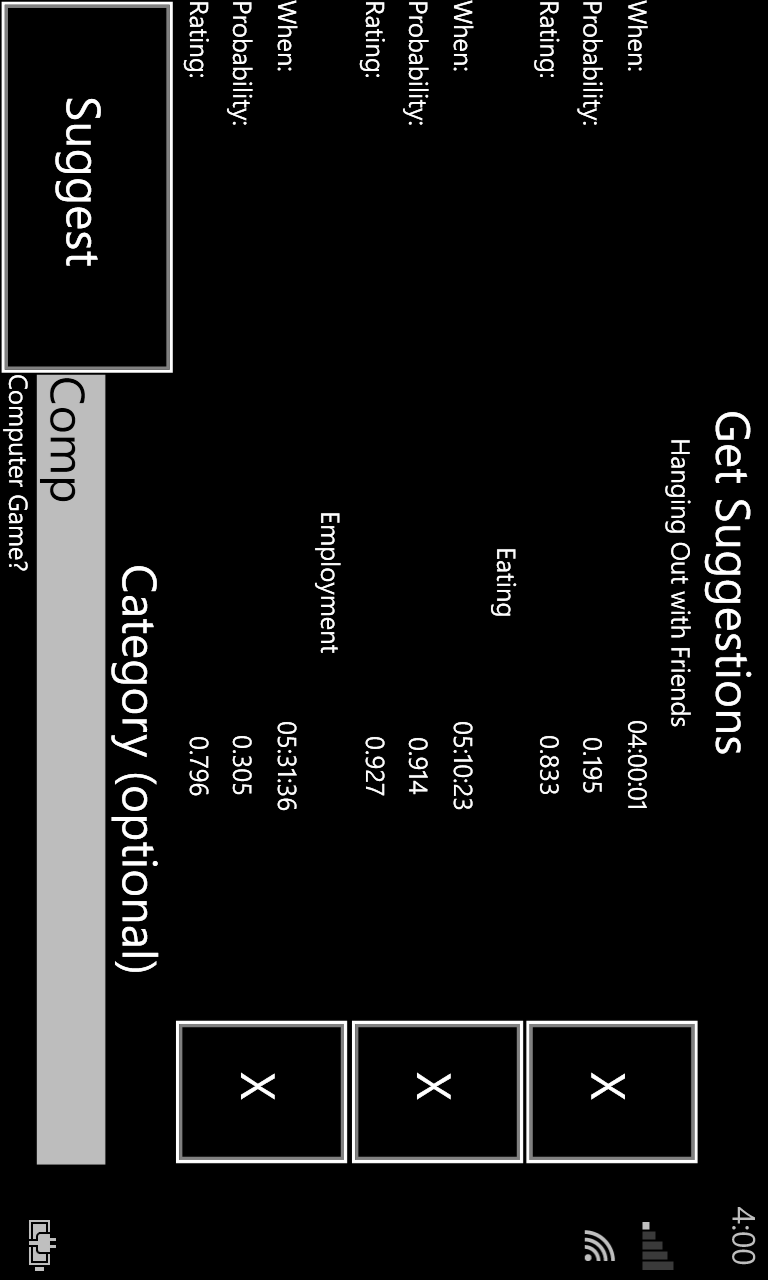 4:00
Get Suggestions
Hanging Out with Friends
When: 04:00:01
Probability: 0.195
Rating: 0.833
X
Eating
When: 05:10:23
Probability: 0.914
Rating: 0.927
X
Employment
When: 05:31:36
Probability: 0.305
Rating: 0.796
X
Suggest
Category (optional)
Comp
Computer Game?